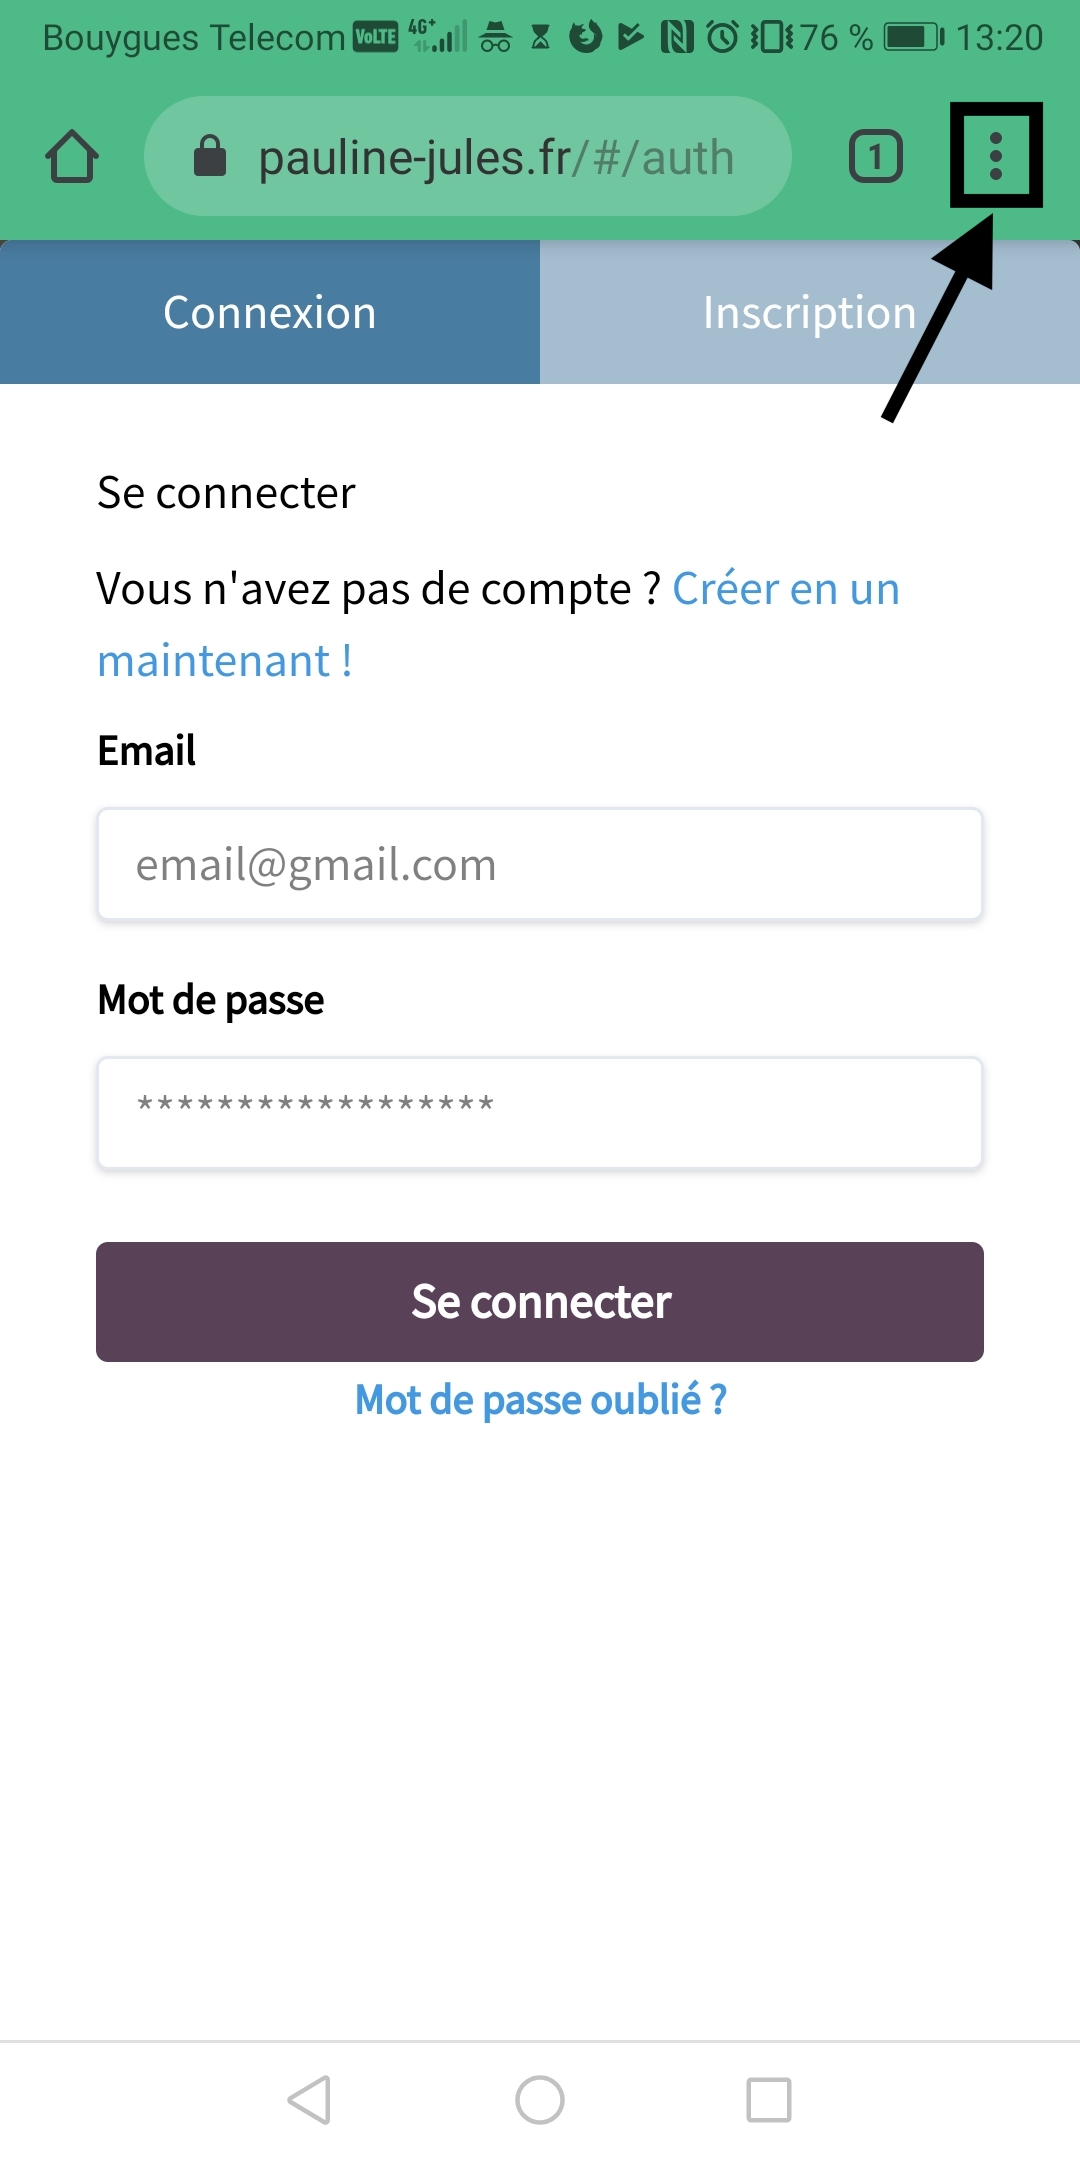 Bouygues Telecom VoLTE 4G+ 76 % 13:20
pauline-jules.fr/#/auth 1
Connexion Inscription
Se connecter
Vous n'avez pas de compte ? Créer en un
maintenant !
Email
email@gmail.com
Mot de passe
******************
Se connecter
Mot de passe oublié ?